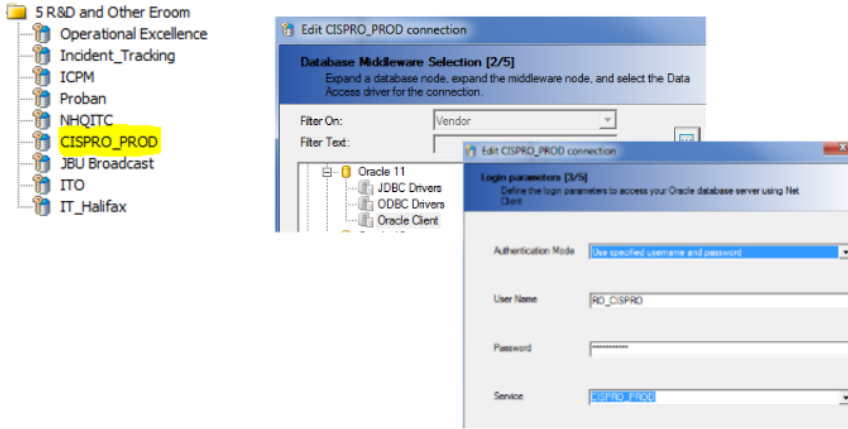 5 R&D and Other Eroom
Operational Excellence
Incident_Tracking
ICPM
Proban
NHQITC
CISPRO_PROD
JBU Broadcast
ITO
IT_Halifax
Edit CISPRO_PROD connection
Database Middleware Selection [2/5]
Expand a database node, expand the middleware node, and select the Data
Access driver for the connection.
Filter On: Vendor
Filter Text:
Oracle 11
JDBC Drivers
ODBC Drivers
Oracle Client
Edit CISPRO_PROD connection
Login parameters [3/5]
Define the login parameters to access your Oracle database server using Net
Client
Authentication Mode Use specified username and password
User Name RO_CISPRO
Password ***********
Service CISPRO_PROD